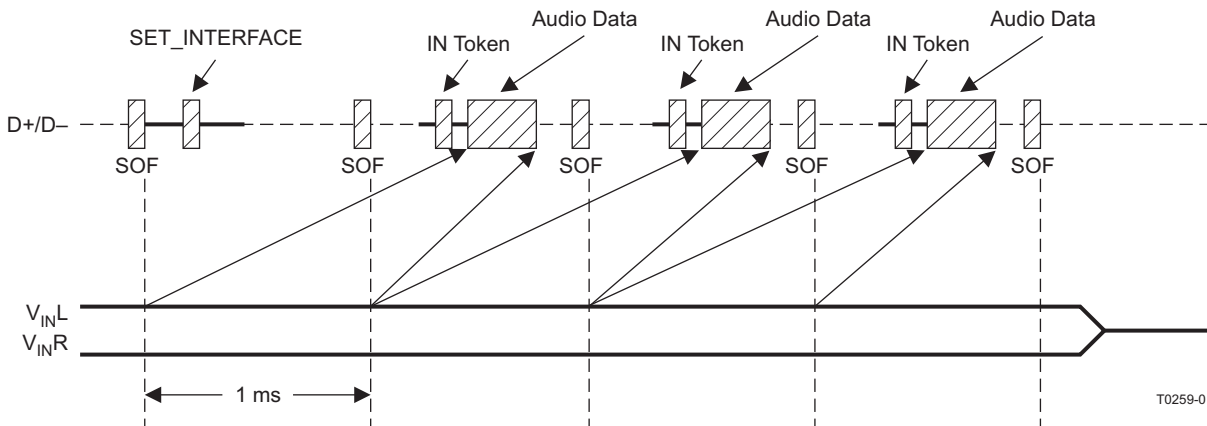 Audio Data Audio Data Audio Data
SET_INTERFACE IN Token IN Token IN Token
D+/D–
SOF SOF SOF SOF SOF
VINL
VINR
1 ms
T0259-0